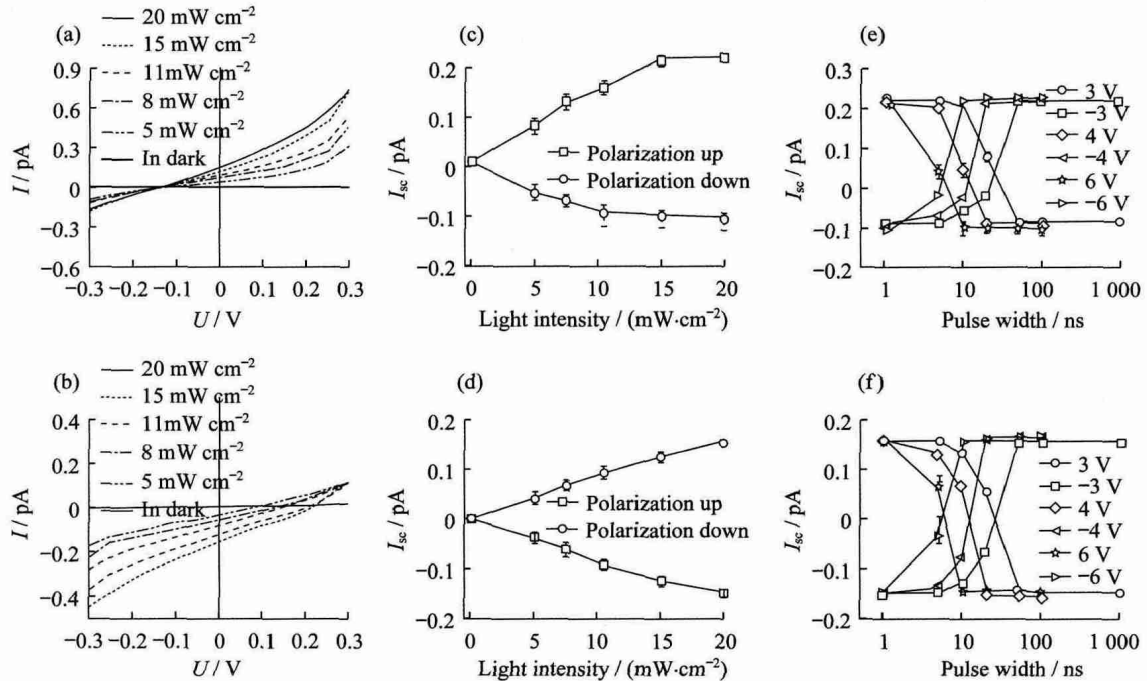 (a)
20 mW cm⁻²
15 mW cm⁻²
11mW cm⁻²
8 mW cm⁻²
5 mW cm⁻²
In dark
0.9
0.6
0.3
0
−0.3
−0.6
I / pA
−0.3 −0.2 −0.1 0 0.1 0.2 0.3
U / V
(c)
0.2
0.1
0
−0.1
−0.2
I_sc / pA
Polarization up
Polarization down
0 5 10 15 20
Light intensity / (mW·cm⁻²)
(e)
0.3
0.2
0.1
0
−0.1
−0.2
I_sc / pA
3 V
−3 V
4 V
−4 V
6 V
−6 V
1 10 100 1 000
Pulse width / ns
(b)
20 mW cm⁻²
15 mW cm⁻²
11mW cm⁻²
8 mW cm⁻²
5 mW cm⁻²
In dark
0.4
0.2
0
−0.2
−0.4
I / pA
−0.3 −0.2 −0.1 0 0.1 0.2 0.3
U / V
(d)
0.2
0.1
0
−0.1
−0.2
I_sc / pA
Polarization up
Polarization down
0 5 10 15 20
Light intensity / (mW·cm⁻²)
(f)
0.2
0.1
0
−0.1
−0.2
I_sc / pA
3 V
−3 V
4 V
−4 V
6 V
−6 V
1 10 100 1 000
Pulse width / ns